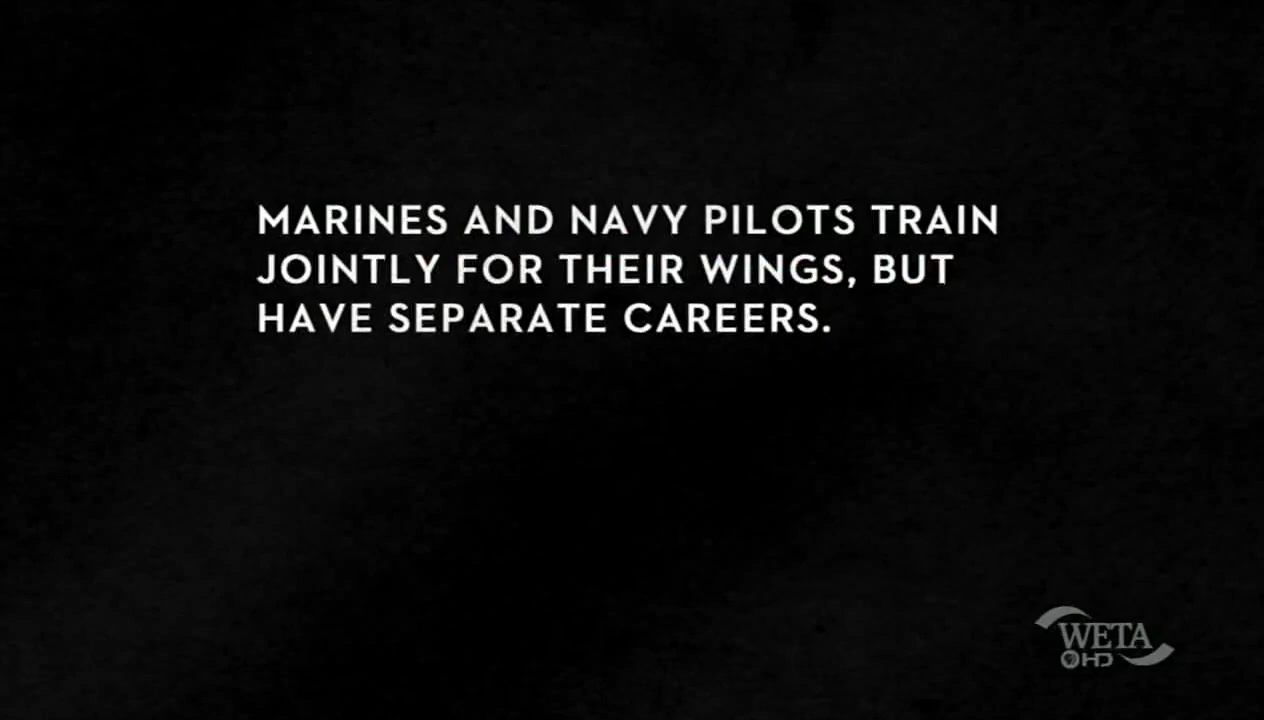 MARINES AND NAVY PILOTS TRAIN
JOINTLY FOR THEIR WINGS, BUT
HAVE SEPARATE CAREERS.
WETA
HD